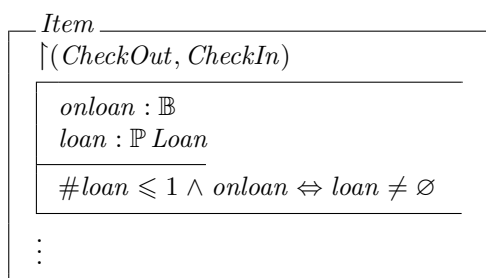 Item
↾(CheckOut, CheckIn)
onloan : 𝔹
loan : ℙ Loan
#loan ⩽ 1 ∧ onloan ⇔ loan ≠ ∅
⋮